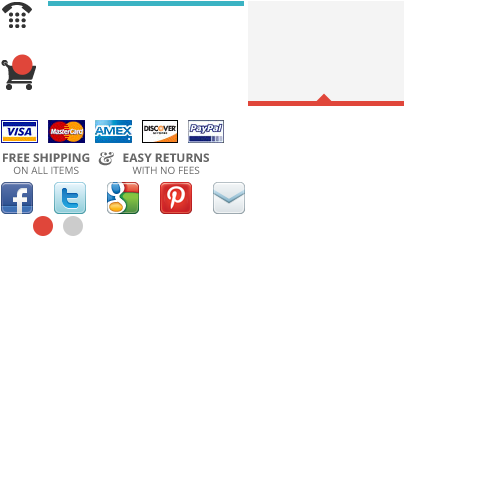 VISA MasterCard AMEX DISCOVER PayPal
FREE SHIPPING & EASY RETURNS
ON ALL ITEMS WITH NO FEES